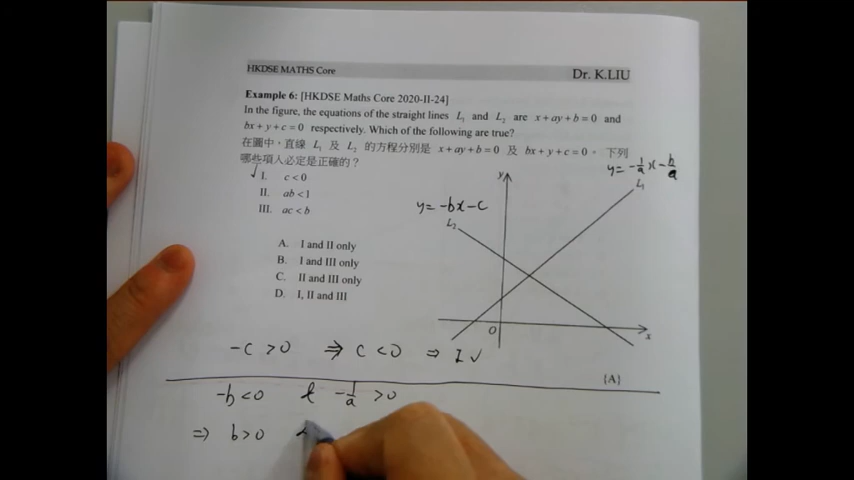 HKDSE MATHS Core Dr. K.LIU
Example 6: [HKDSE Maths Core 2020-II-24]
In the figure, the equations of the straight lines L₁ and L₂ are x + ay + b = 0 and
bx + y + c = 0 respectively. Which of the following are true?
在圖中，直線 L₁ 及 L₂ 的方程分別是 x + ay + b = 0 及 bx + y + c = 0。下列
哪些項人必定是正確的？
y = -1/a x - b/a
√ I. c < 0
II. ab < 1
III. ac < b
y
L₁
y = -bx - c
L₂
A. I and II only
B. I and III only
C. II and III only
D. I, II and III
O
x
-c > 0 ⇒ c < 0 ⇒ I ✓
{A}
-b < 0 & -1/a > 0
⇒ b > 0